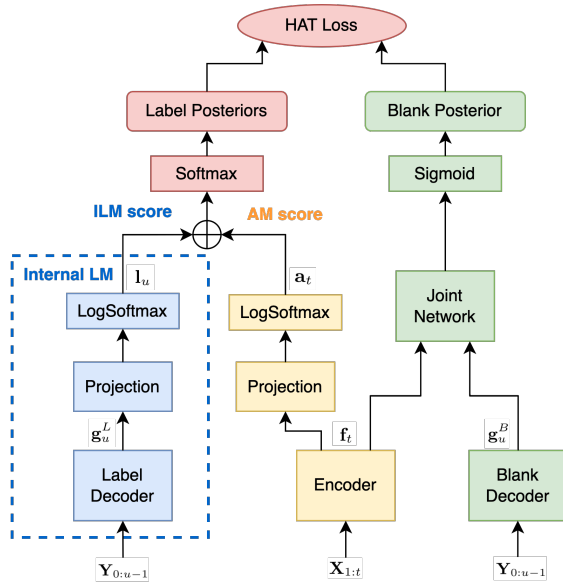 HAT Loss
Label Posteriors
Blank Posterior
Softmax
Sigmoid
ILM score
AM score
Internal LM
l_u
a_t
LogSoftmax
LogSoftmax
Joint
Network
Projection
Projection
g_u^L
f_t
g_u^B
Label
Decoder
Encoder
Blank
Decoder
Y_{0:u-1}
X_{1:t}
Y_{0:u-1}